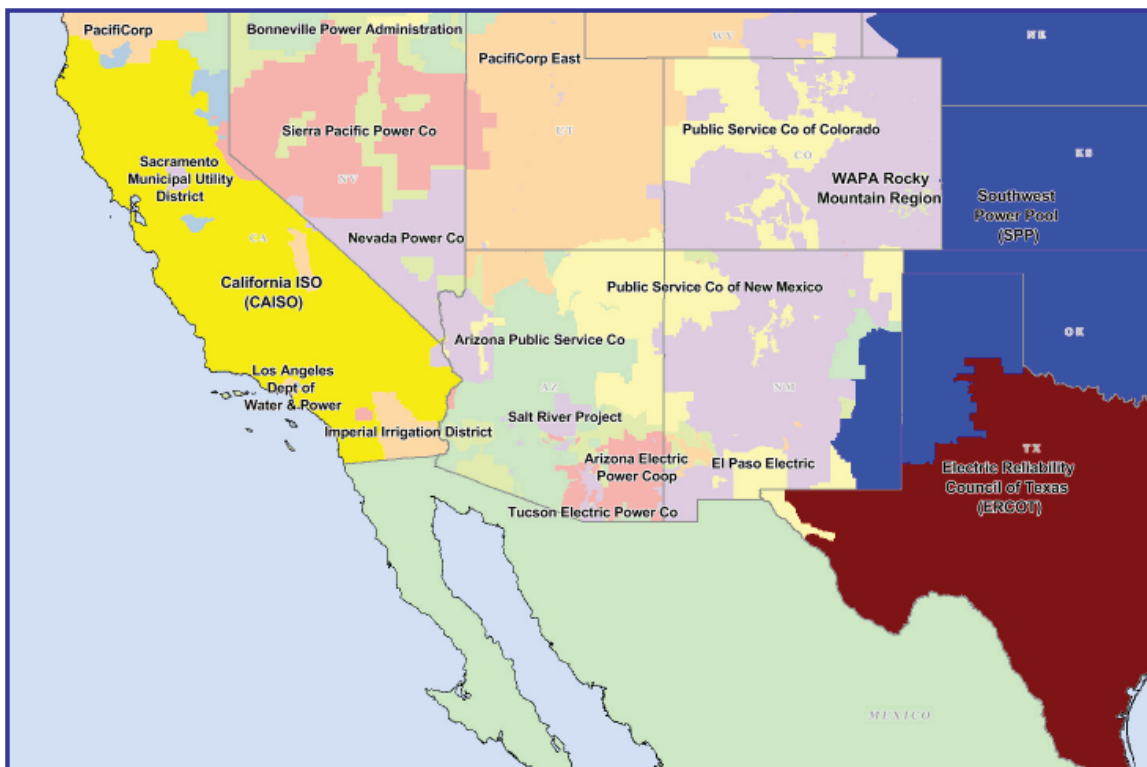 PacifiCorp
Bonneville Power Administration
WY
NE
PacifiCorp East
Sierra Pacific Power Co
UT
Public Service Co of Colorado
CO
KS
Sacramento
Municipal Utility
District
NV
WAPA Rocky
Mountain Region
Southwest
Power Pool
(SPP)
CA
Nevada Power Co
California ISO
(CAISO)
Public Service Co of New Mexico
Arizona Public Service Co
OK
Los Angeles
Dept of
Water & Power
AZ
NM
Salt River Project
Imperial Irrigation District
Arizona Electric
Power Coop
El Paso Electric
TX
Electric Reliability
Council of Texas
(ERCOT)
Tucson Electric Power Co
MEXICO